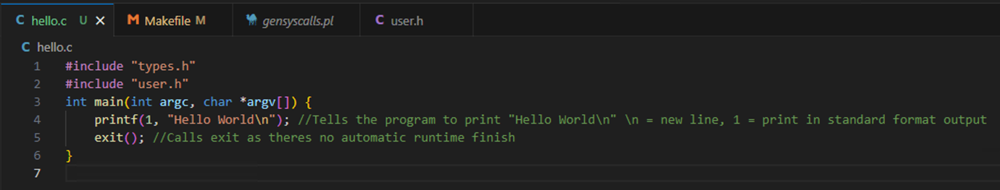 C hello.c U × Makefile M gensyscalls.pl C user.h
C hello.c
1 #include "types.h"
2 #include "user.h"
3 int main(int argc, char *argv[]) {
4 printf(1, "Hello World\n"); //Tells the program to print "Hello World\n" \n = new line, 1 = print in standard format output
5 exit(); //Calls exit as theres no automatic runtime finish
6 }
7